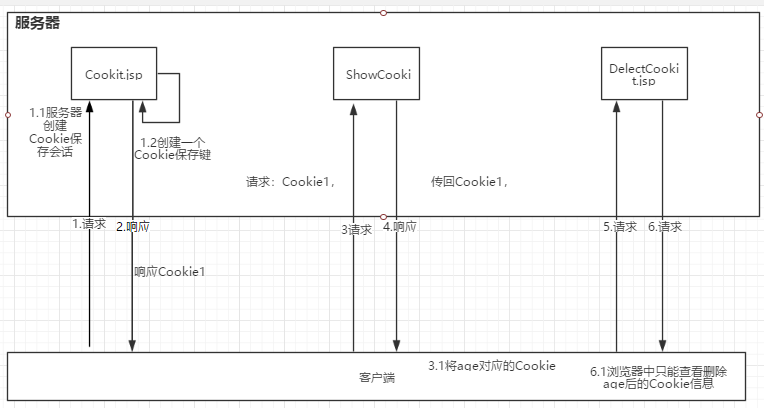 服务器
Cookit.jsp
ShowCooki
DelectCooki
t.jsp
1.1服务器
创建
Cookie保
存会话
1.2创建一个
Cookie保存键
请求：Cookie1，
传回Cookie1，
1.请求
2.响应
3请求
4.响应
5.请求
6.请求
响应Cookie1
3.1将age对应的Cookie
客户端
6.1浏览器中只能查看删除
age后的Cookie信息